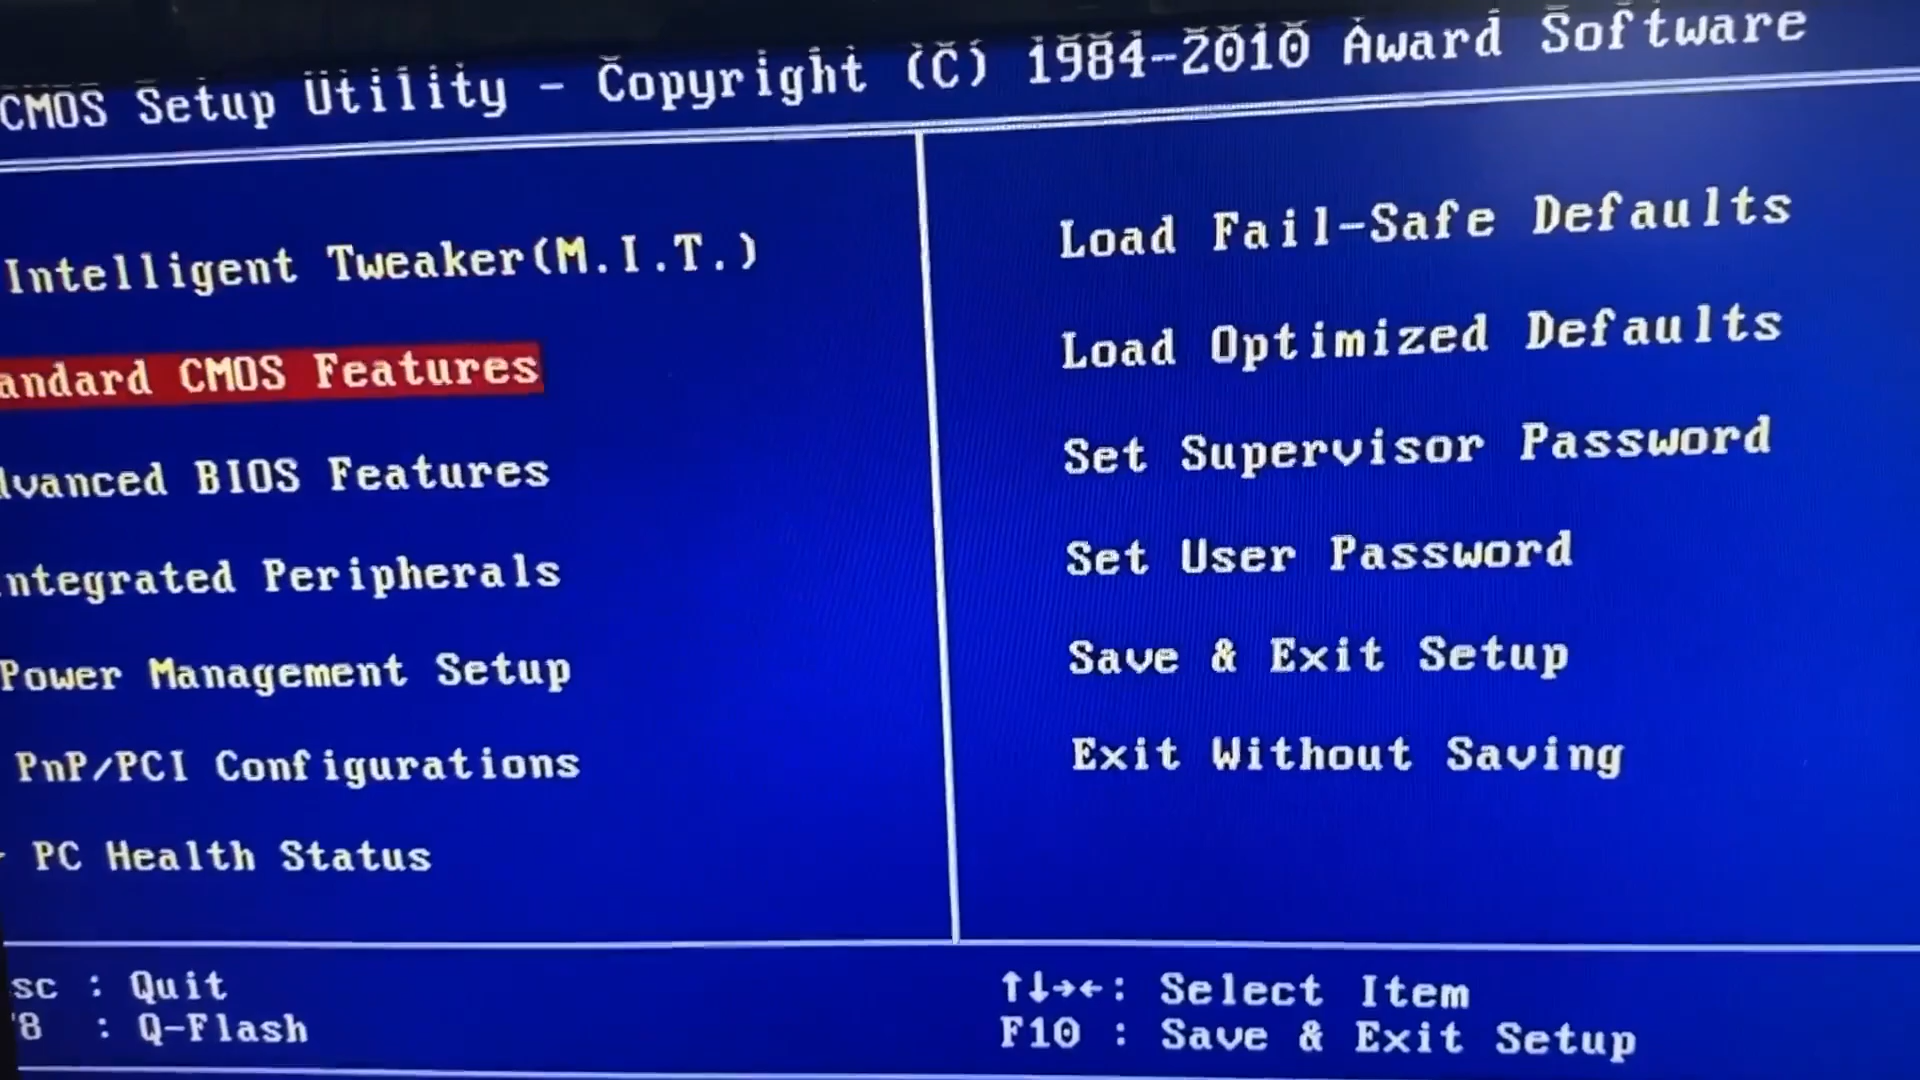 CMOS Setup Utility - Copyright (C) 1984-2010 Award Software
Intelligent Tweaker(M.I.T.)
andard CMOS Features
dvanced BIOS Features
ntegrated Peripherals
Power Management Setup
PnP/PCI Configurations
PC Health Status
Load Fail-Safe Defaults
Load Optimized Defaults
Set Supervisor Password
Set User Password
Save & Exit Setup
Exit Without Saving
sc : Quit
8 : Q-Flash
↑↓→←: Select Item
F10 : Save & Exit Setup